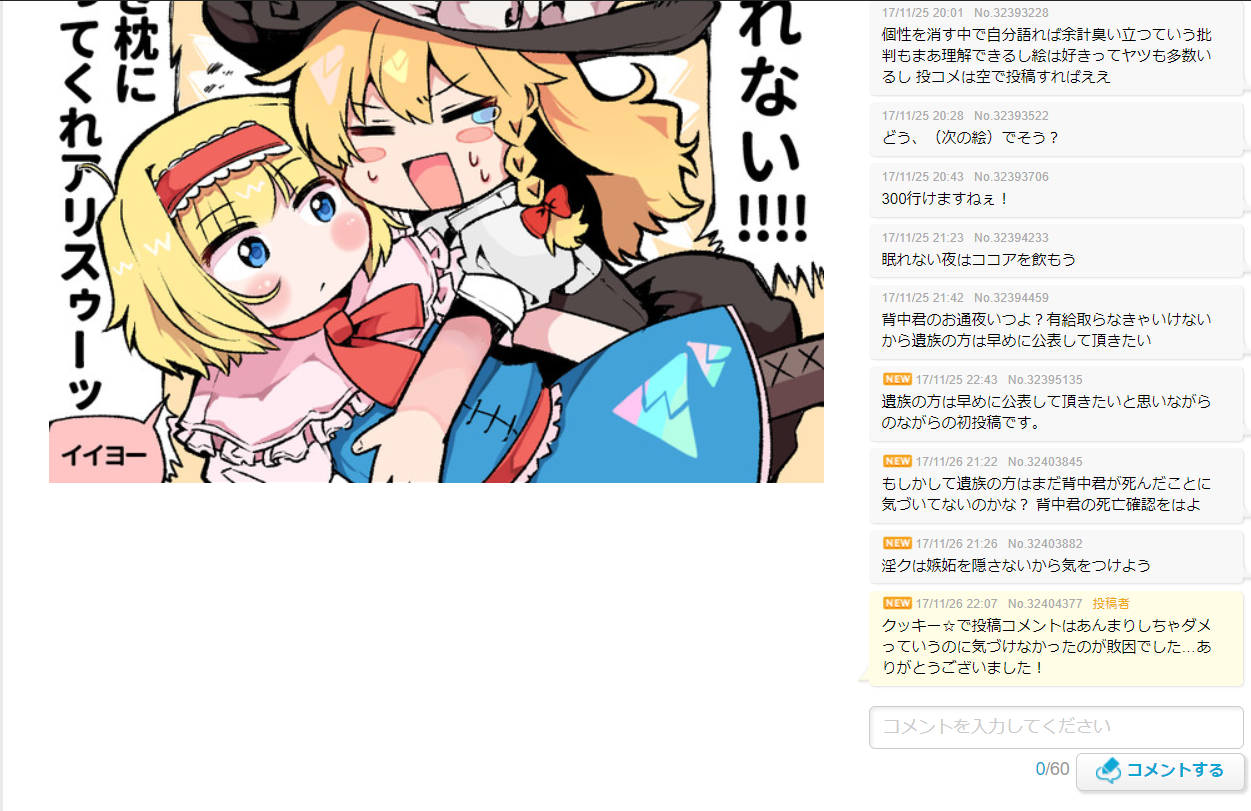 れない!!!!
枕に
ってくれアリスゥーッ
イイヨー
17/11/25 20:01 No.32393228
個性を消す中で自分語れば余計臭い立つていう批
判もまあ理解できるし絵は好きってヤツも多数い
るし 投コメは空で投稿すればええ
17/11/25 20:28 No.32393522
どう、（次の絵）でそう？
17/11/25 20:43 No.32393706
300行けますねぇ！
17/11/25 21:23 No.32394233
眠れない夜はココアを飲もう
17/11/25 21:42 No.32394459
背中君のお通夜いつよ？有給取らなきゃいけない
から遺族の方は早めに公表して頂きたい
NEW 17/11/25 22:43 No.32395135
遺族の方は早めに公表して頂きたいと思いながら
のながらの初投稿です。
NEW 17/11/26 21:22 No.32403845
もしかして遺族の方はまだ背中君が死んだことに
気づいてないのかな？ 背中君の死亡確認をはよ
NEW 17/11/26 21:26 No.32403882
淫クは嫉妬を隠さないから気をつけよう
NEW 17/11/26 22:07 No.32404377 投稿者
クッキー☆で投稿コメントはあんまりしちゃダメ
っていうのに気づけなかったのが敗因でした…あ
りがとうございました！
コメントを入力してください
0/60 コメントする